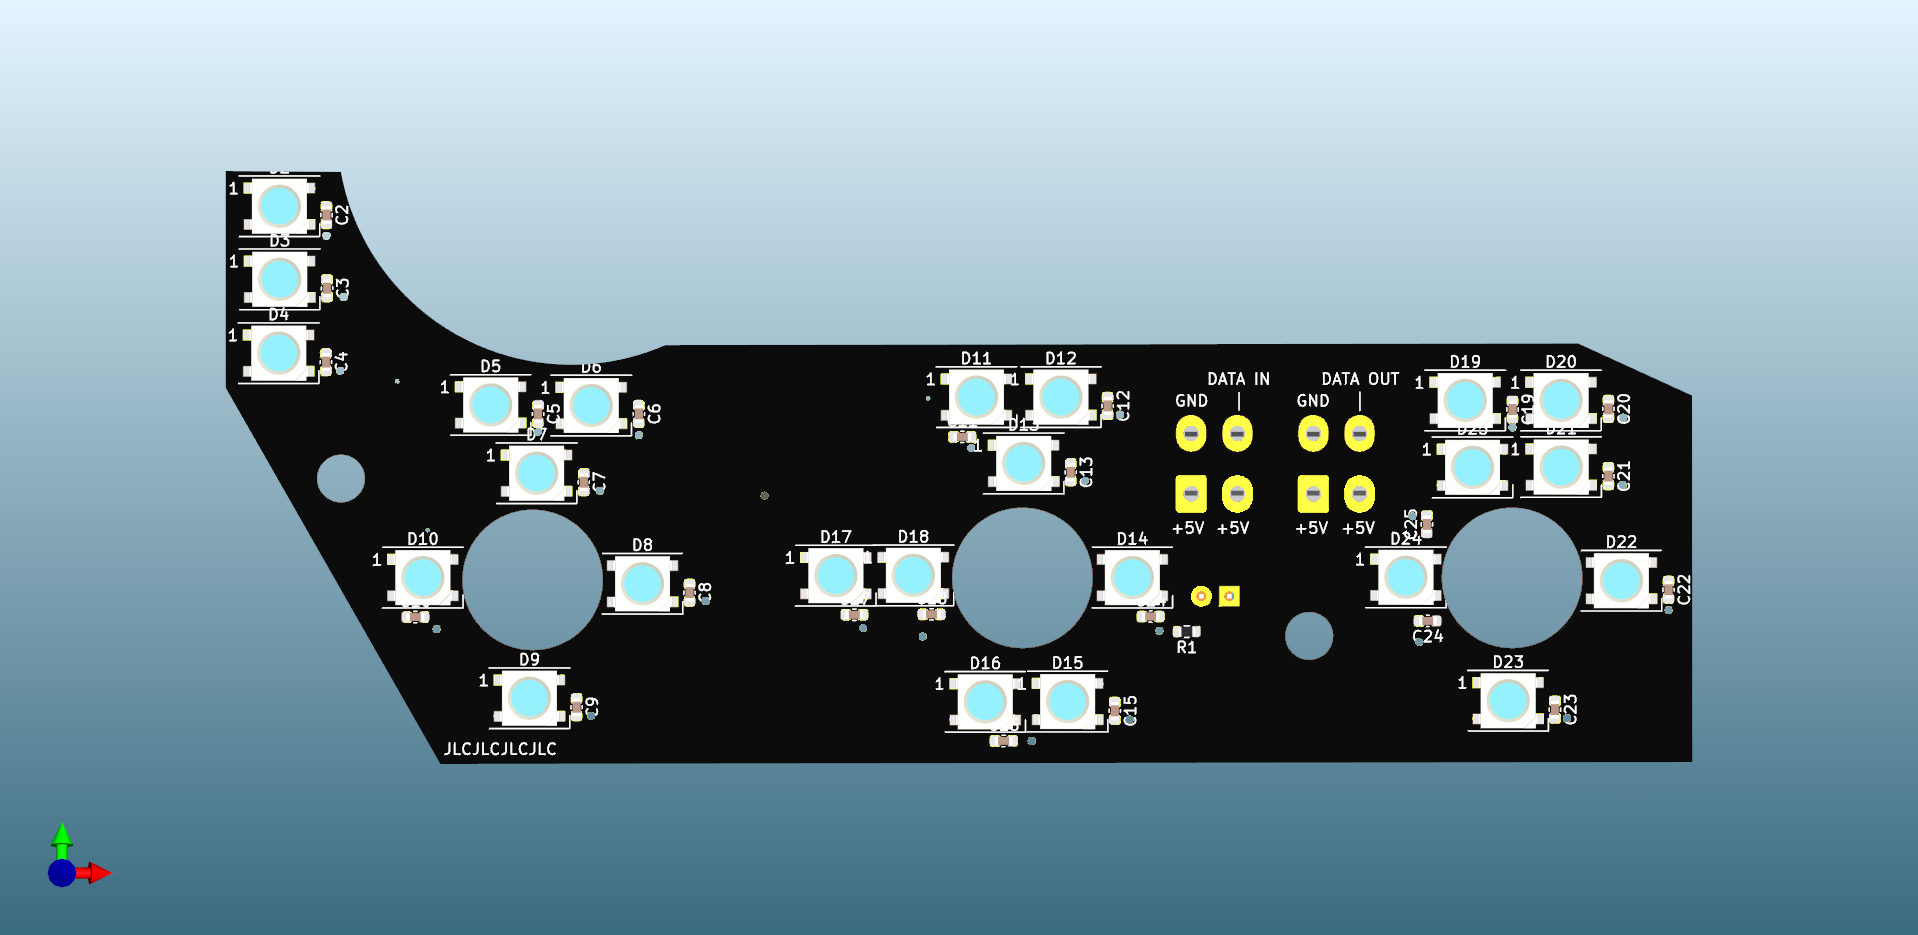 1
C2
D3
1
C3
D4
1
C4
D5
D6
1
1
C5
C6
D7
1
C7
D11
D12
1
1
C12
D13
1
C13
DATA IN
DATA OUT
GND
GND
+5V
+5V
+5V
+5V
D19
D20
1
1
C19
C20
1
1
C21
C25
D10
1
D8
C8
D17
D18
1
D14
D24
1
D22
C22
R1
C24
D9
1
C9
D16
D15
1
1
C15
D23
1
C23
JLCJLCJLCJLC